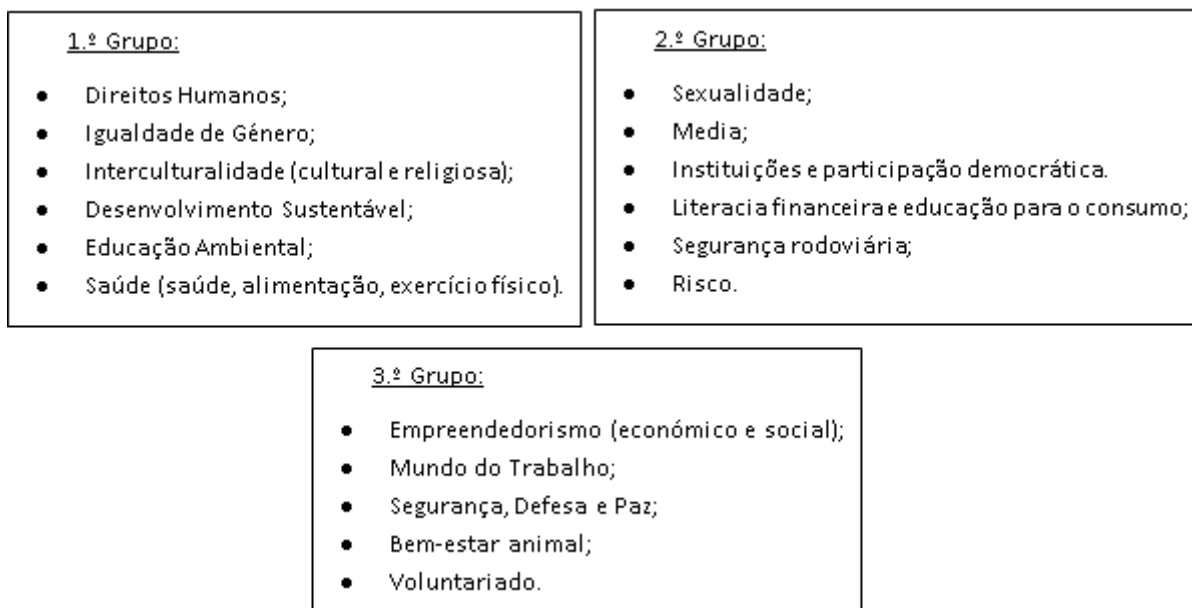 1.º Grupo:
● Direitos Humanos;
● Igualdade de Género;
● Interculturalidade (cultural e religiosa);
● Desenvolvimento Sustentável;
● Educação Ambiental;
● Saúde (saúde, alimentação, exercício físico).
2.º Grupo:
● Sexualidade;
● Media;
● Instituições e participação democrática.
● Literacia financeira e educação para o consumo;
● Segurança rodoviária;
● Risco.
3.º Grupo:
● Empreendedorismo (económico e social);
● Mundo do Trabalho;
● Segurança, Defesa e Paz;
● Bem-estar animal;
● Voluntariado.